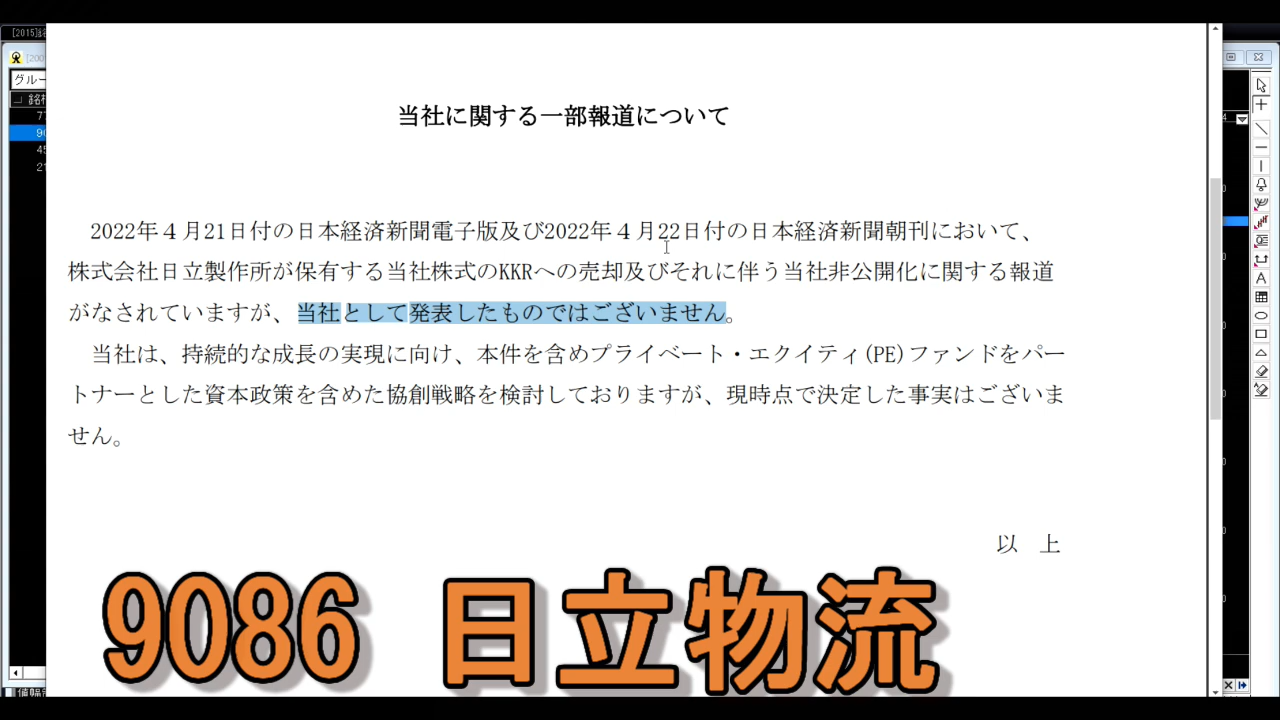 [2015]
[200
グルー
銘柄
77
90
45
21
当社に関する一部報道について
2022年４月21日付の日本経済新聞電子版及び2022年４月22日付の日本経済新聞朝刊において、
株式会社日立製作所が保有する当社株式のKKRへの売却及びそれに伴う当社非公開化に関する報道
がなされていますが、当社として発表したものではございません。
当社は、持続的な成長の実現に向け、本件を含めプライベート・エクイティ(PE)ファンドをパー
トナーとした資本政策を含めた協創戦略を検討しておりますが、現時点で決定した事実はございま
せん。
以　上
9086 日立物流